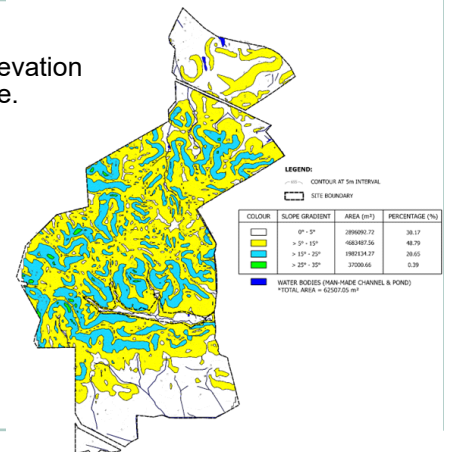 evation
e.
LEGEND:
CONTOUR AT 5m INTERVAL
SITE BOUNDARY
COLOUR SLOPE GRADIENT AREA (m²) PERCENTAGE (%)
0° - 5° 2896092.72 30.17
> 5° - 15° 4683487.56 48.79
> 15° - 25° 1982134.27 20.65
> 25° - 35° 37000.66 0.39
WATER BODIES (MAN-MADE CHANNEL & POND)
*TOTAL AREA = 62507.05 m²